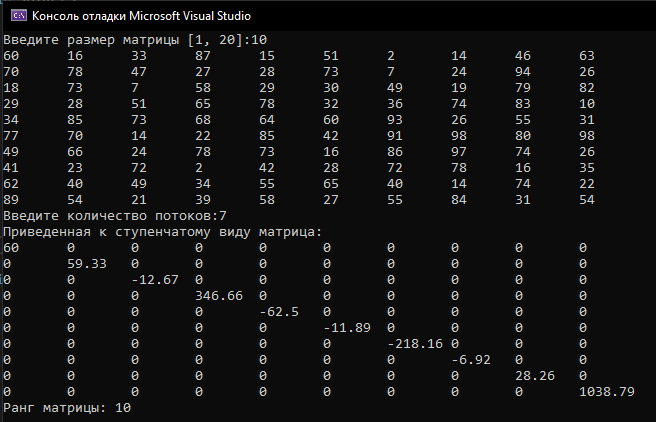 Консоль отладки Microsoft Visual Studio
Введите размер матрицы [1, 20]:10
60 16 33 87 15 51 2 14 46 63
70 78 47 27 28 73 7 24 94 26
18 73 7 58 29 30 49 19 79 82
29 28 51 65 78 32 36 74 83 10
34 85 73 68 64 60 93 26 55 31
77 70 14 22 85 42 91 98 80 98
49 66 24 78 73 16 86 97 74 26
41 23 72 2 42 28 72 78 16 35
62 40 49 34 55 65 40 14 74 22
89 54 21 39 58 27 55 84 31 54
Введите количество потоков:7
Приведенная к ступенчатому виду матрица:
60 0 0 0 0 0 0 0 0 0
0 59.33 0 0 0 0 0 0 0 0
0 0 -12.67 0 0 0 0 0 0 0
0 0 0 346.66 0 0 0 0 0 0
0 0 0 0 -62.5 0 0 0 0 0
0 0 0 0 0 -11.89 0 0 0 0
0 0 0 0 0 0 -218.16 0 0 0
0 0 0 0 0 0 0 -6.92 0 0
0 0 0 0 0 0 0 0 28.26 0
0 0 0 0 0 0 0 0 0 1038.79
Ранг матрицы: 10